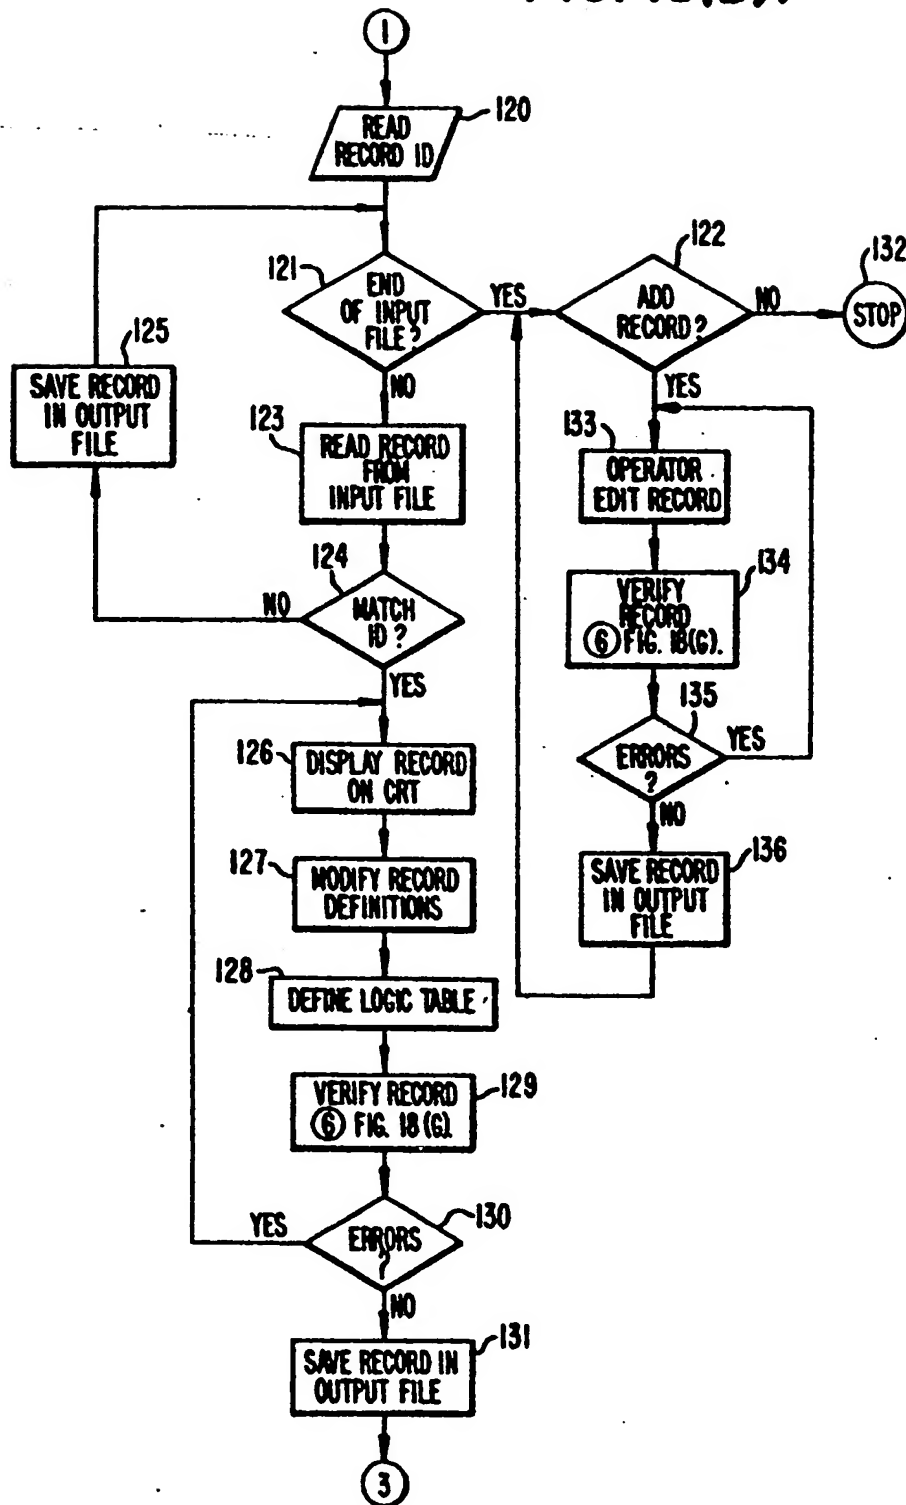 1
120
READ
RECORD ID
121
END
OF INPUT
FILE?
YES
122
ADD
RECORD?
NO
132
STOP
125
SAVE RECORD
IN OUTPUT
FILE
NO
123
READ RECORD
FROM
INPUT FILE
YES
133
OPERATOR
EDIT RECORD
124
MATCH
ID?
NO
YES
134
VERIFY
RECORD
6 FIG. 18(G).
135
ERRORS
?
YES
NO
126
DISPLAY RECORD
ON CRT
127
MODIFY RECORD
DEFINITIONS
136
SAVE RECORD
IN OUTPUT
FILE
128
DEFINE LOGIC TABLE
129
VERIFY RECORD
6 FIG. 18(G)
130
ERRORS
?
YES
NO
131
SAVE RECORD IN
OUTPUT FILE
3